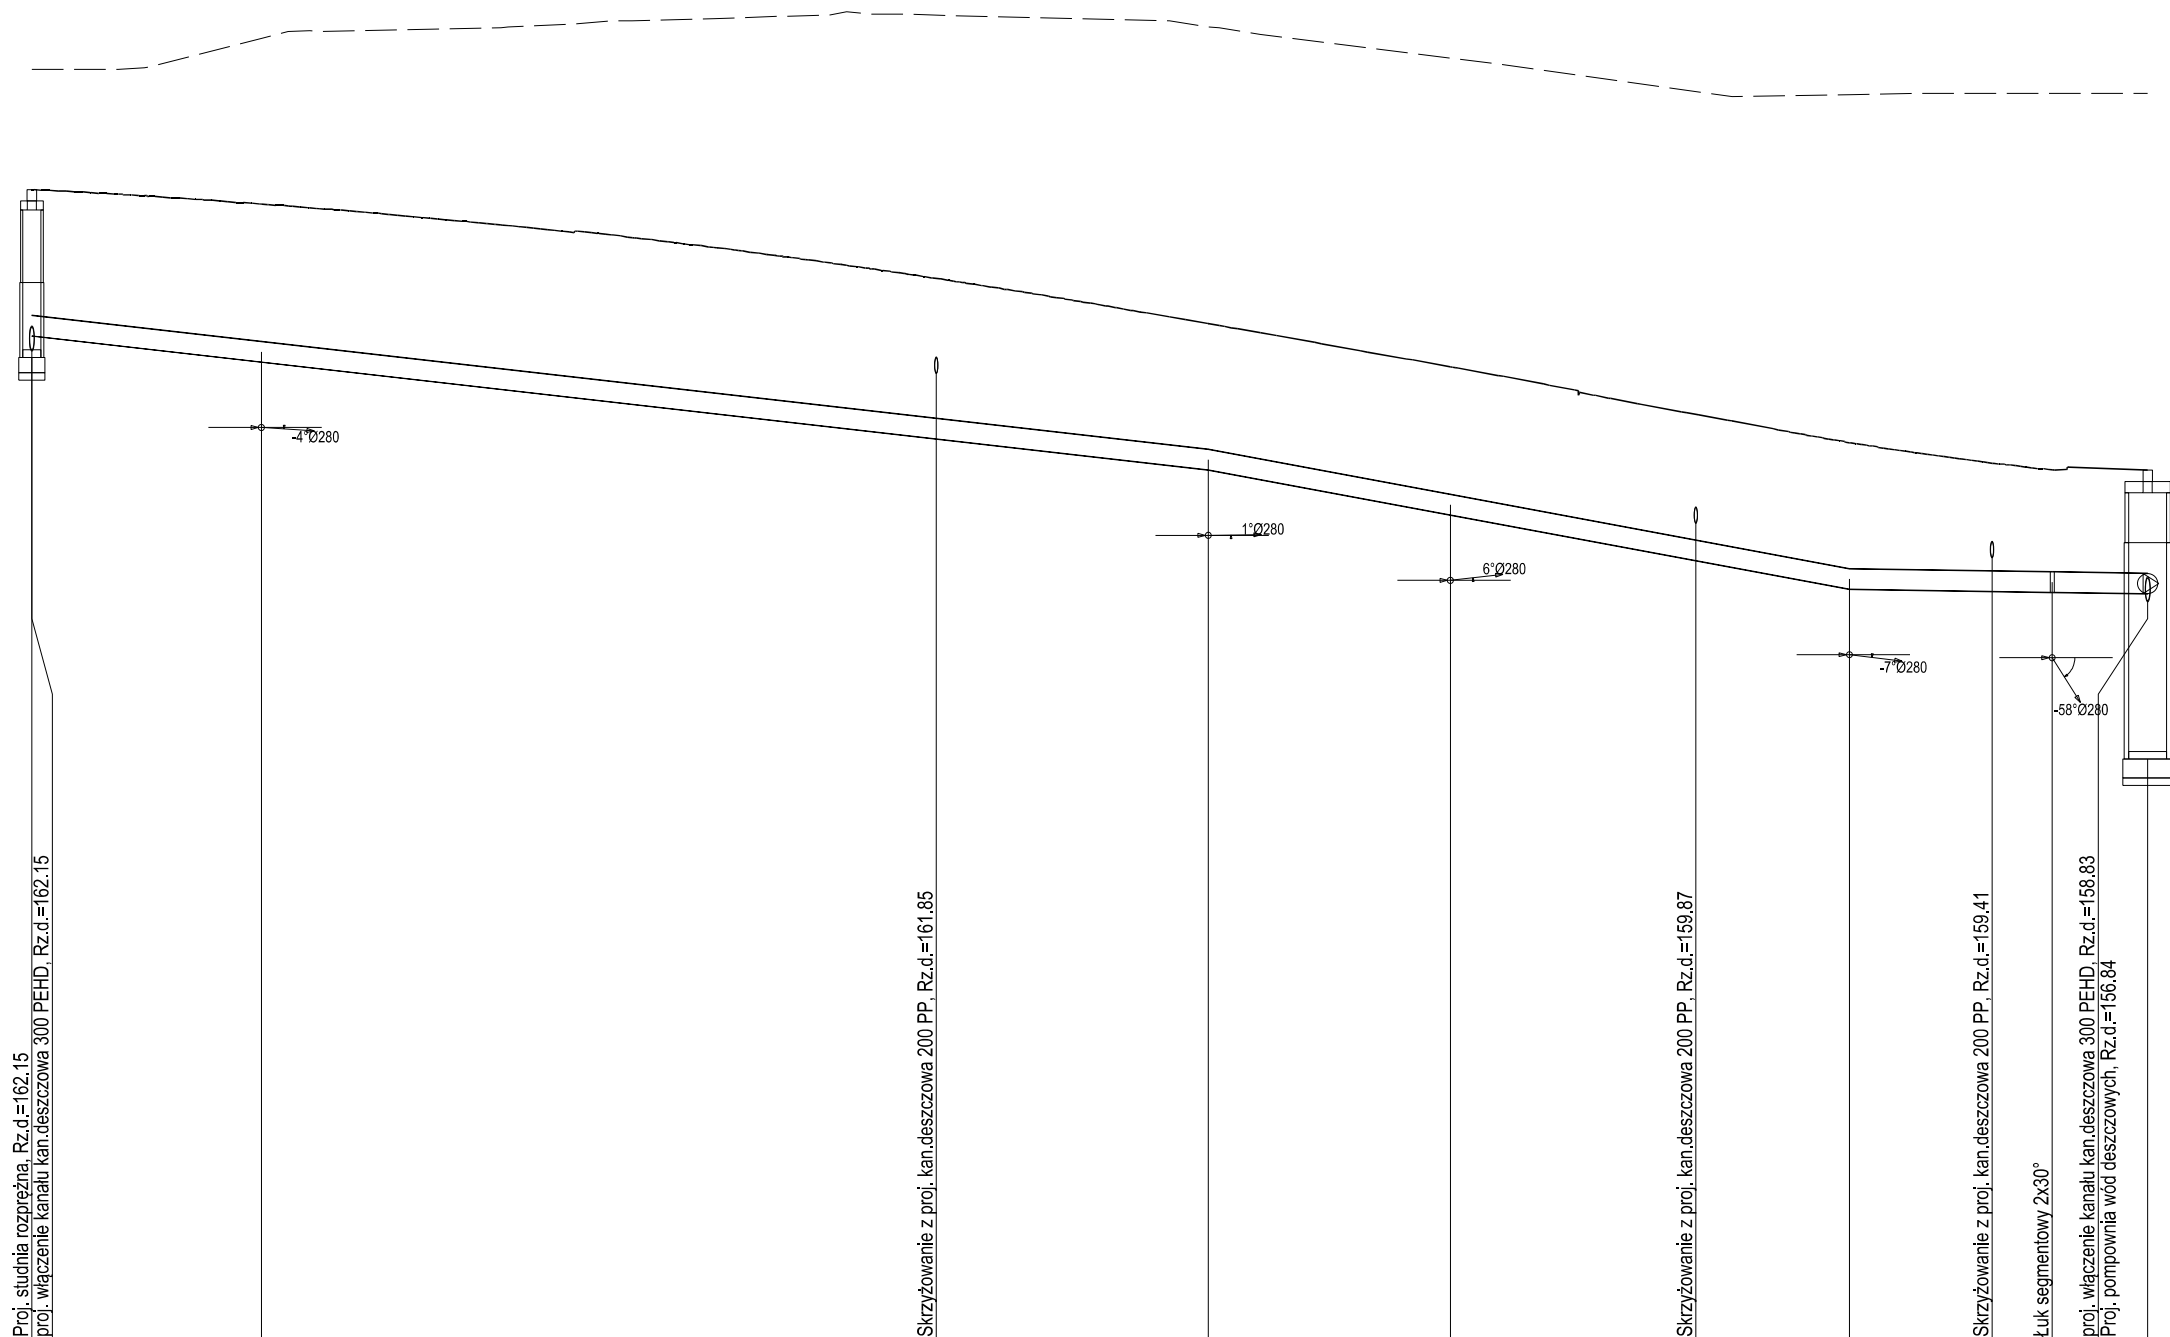 -4°Ø280
1°Ø280
6°Ø280
-7°Ø280
-58°Ø280
Proj. studnia rozprężna, Rz.d.=162.15
proj. włączenie kanału kan.deszczowa 300 PEHD, Rz.d.=162.15
Skrzyżowanie z proj. kan.deszczowa 200 PP, Rz.d.=161.85
Skrzyżowanie z proj. kan.deszczowa 200 PP, Rz.d.=159.87
Skrzyżowanie z proj. kan.deszczowa 200 PP, Rz.d.=159.41
Łuk segmentowy 2x30°
proj. włączenie kanału kan.deszczowa 300 PEHD, Rz.d.=158.83
Proj. pompownia wód deszczowych, Rz.d.=156.84